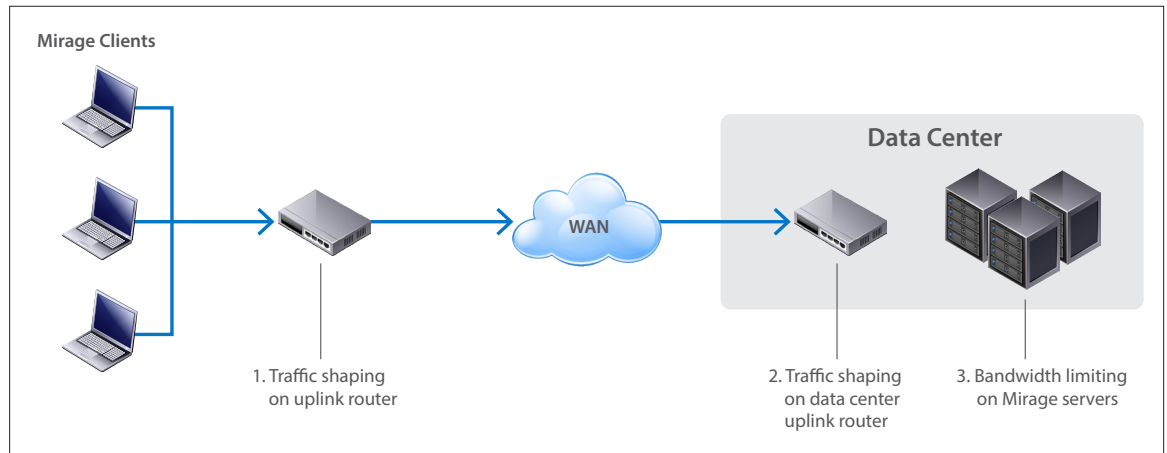 Mirage Clients
Data Center
WAN
1. Traffic shaping
on uplink router
2. Traffic shaping
on data center
uplink router
3. Bandwidth limiting
on Mirage servers